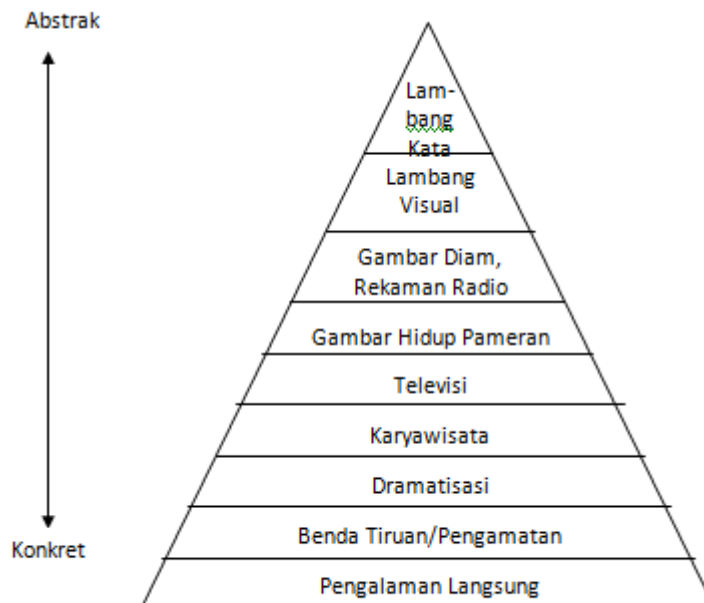 Abstrak
Lam-
bang
Kata
Lambang
Visual
Gambar Diam,
Rekaman Radio
Gambar Hidup Pameran
Televisi
Karyawisata
Dramatisasi
Benda Tiruan/Pengamatan
Konkret
Pengalaman Langsung